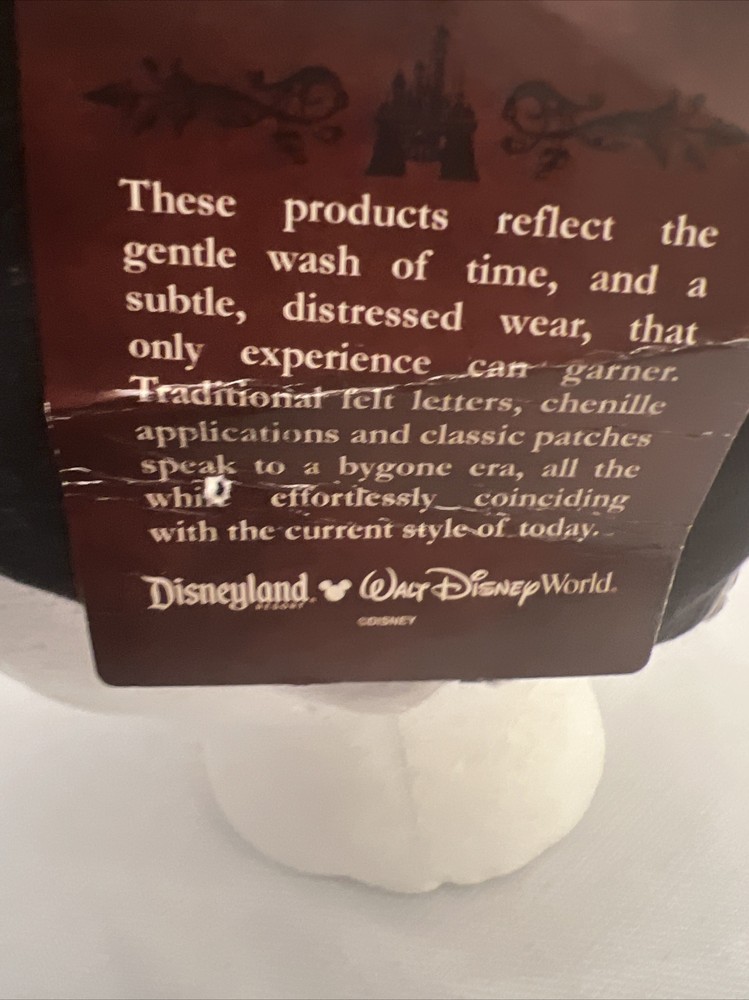 These products reflect the
gentle wash of time, and a
subtle, distressed wear, that
only experience can garner.
Traditional felt letters, chenille
applications and classic patches
speak to a bygone era, all the
while effortlessly coinciding
with the current style of today.
Disneyland RESORT Walt Disney World.
©DISNEY